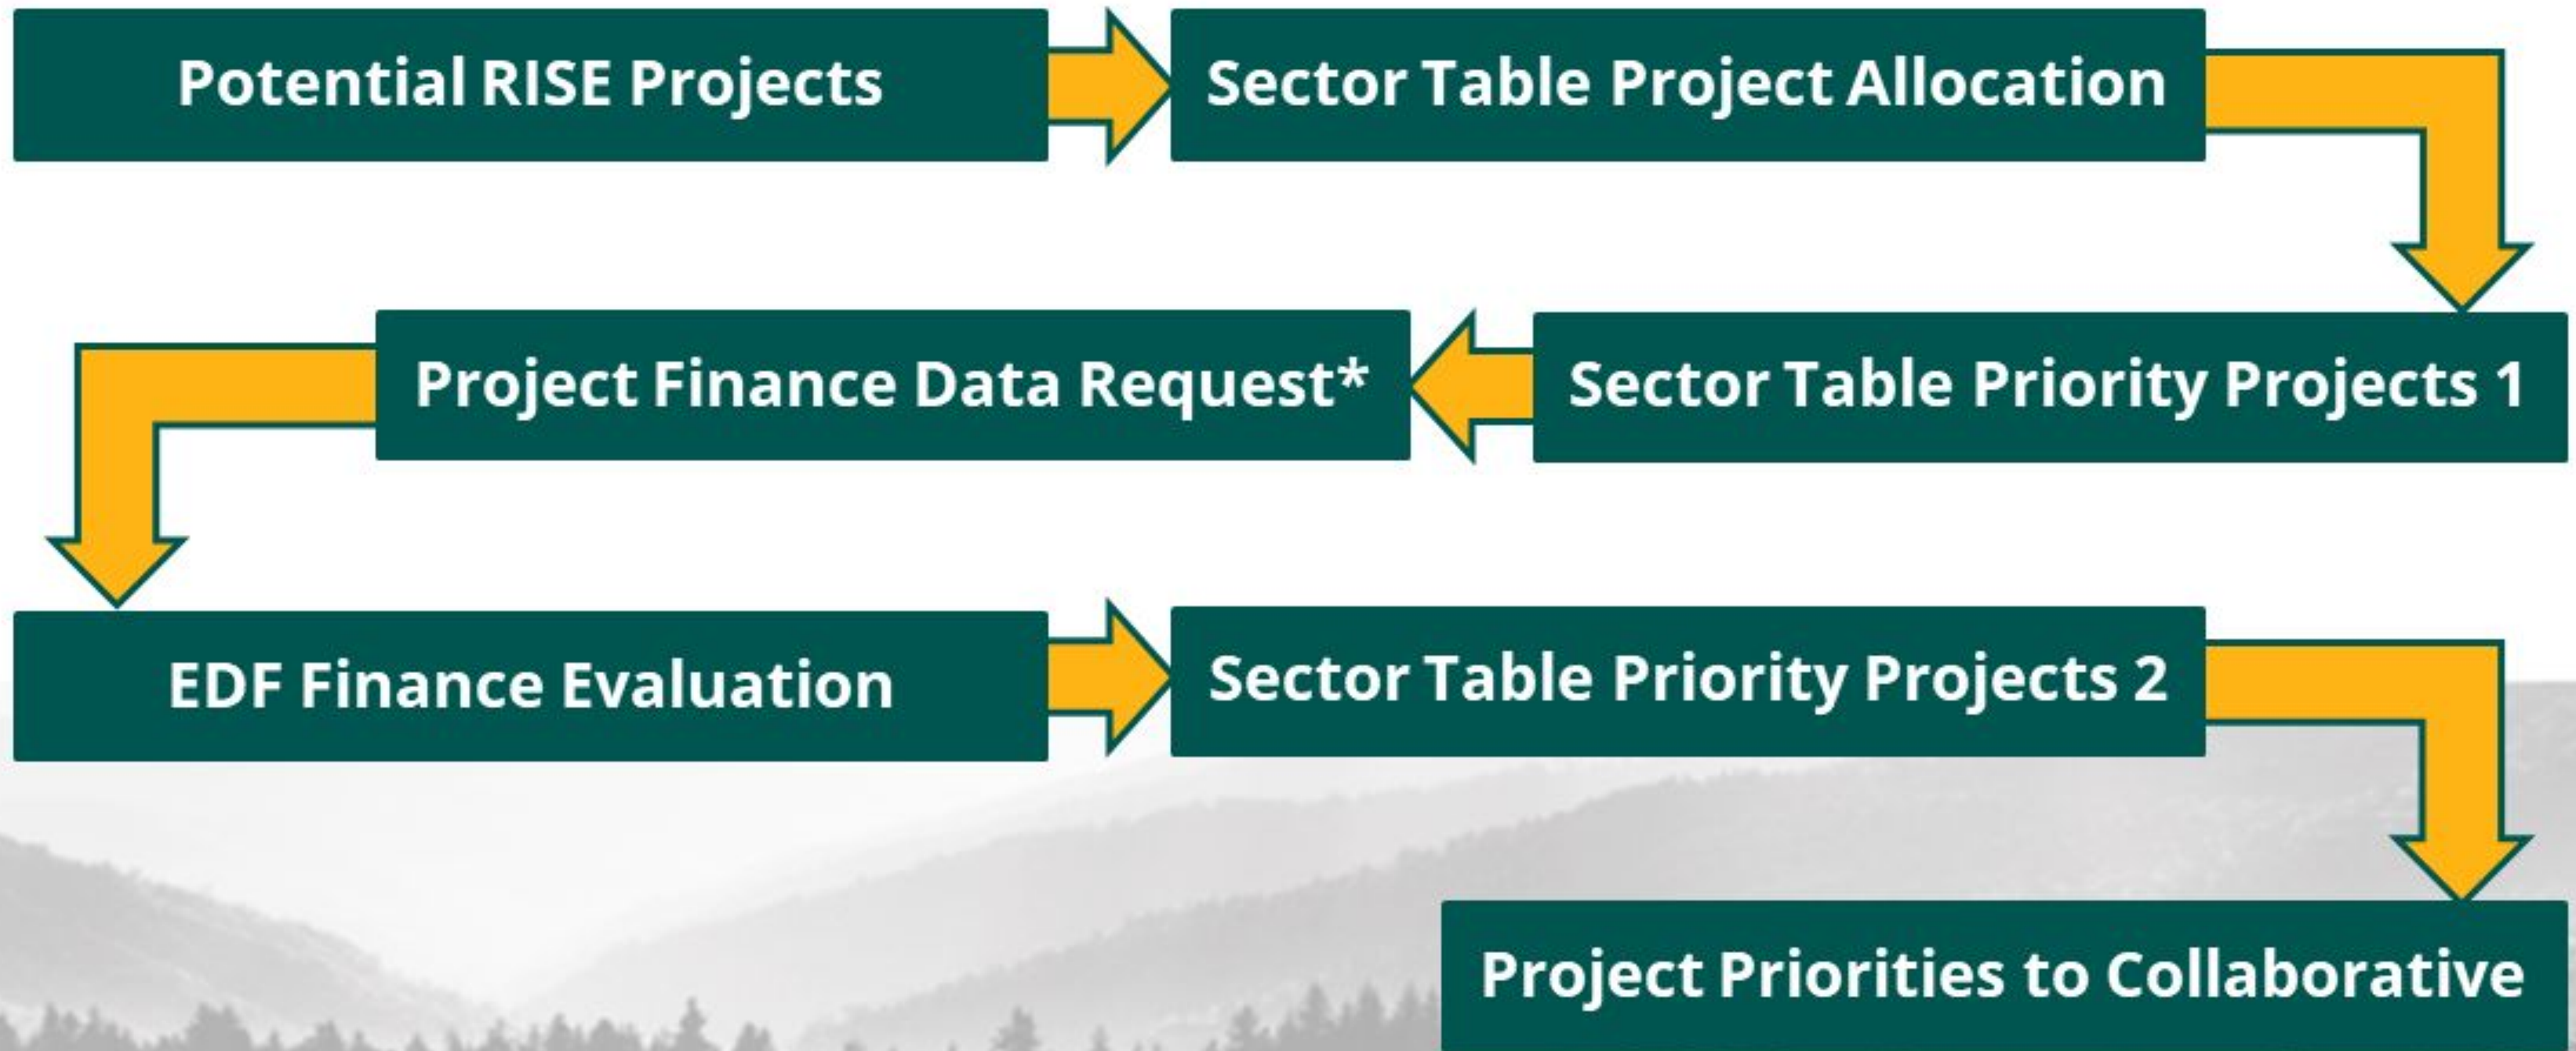 Potential RISE Projects
Sector Table Project Allocation
Sector Table Priority Projects 1
Project Finance Data Request*
EDF Finance Evaluation
Sector Table Priority Projects 2
Project Priorities to Collaborative